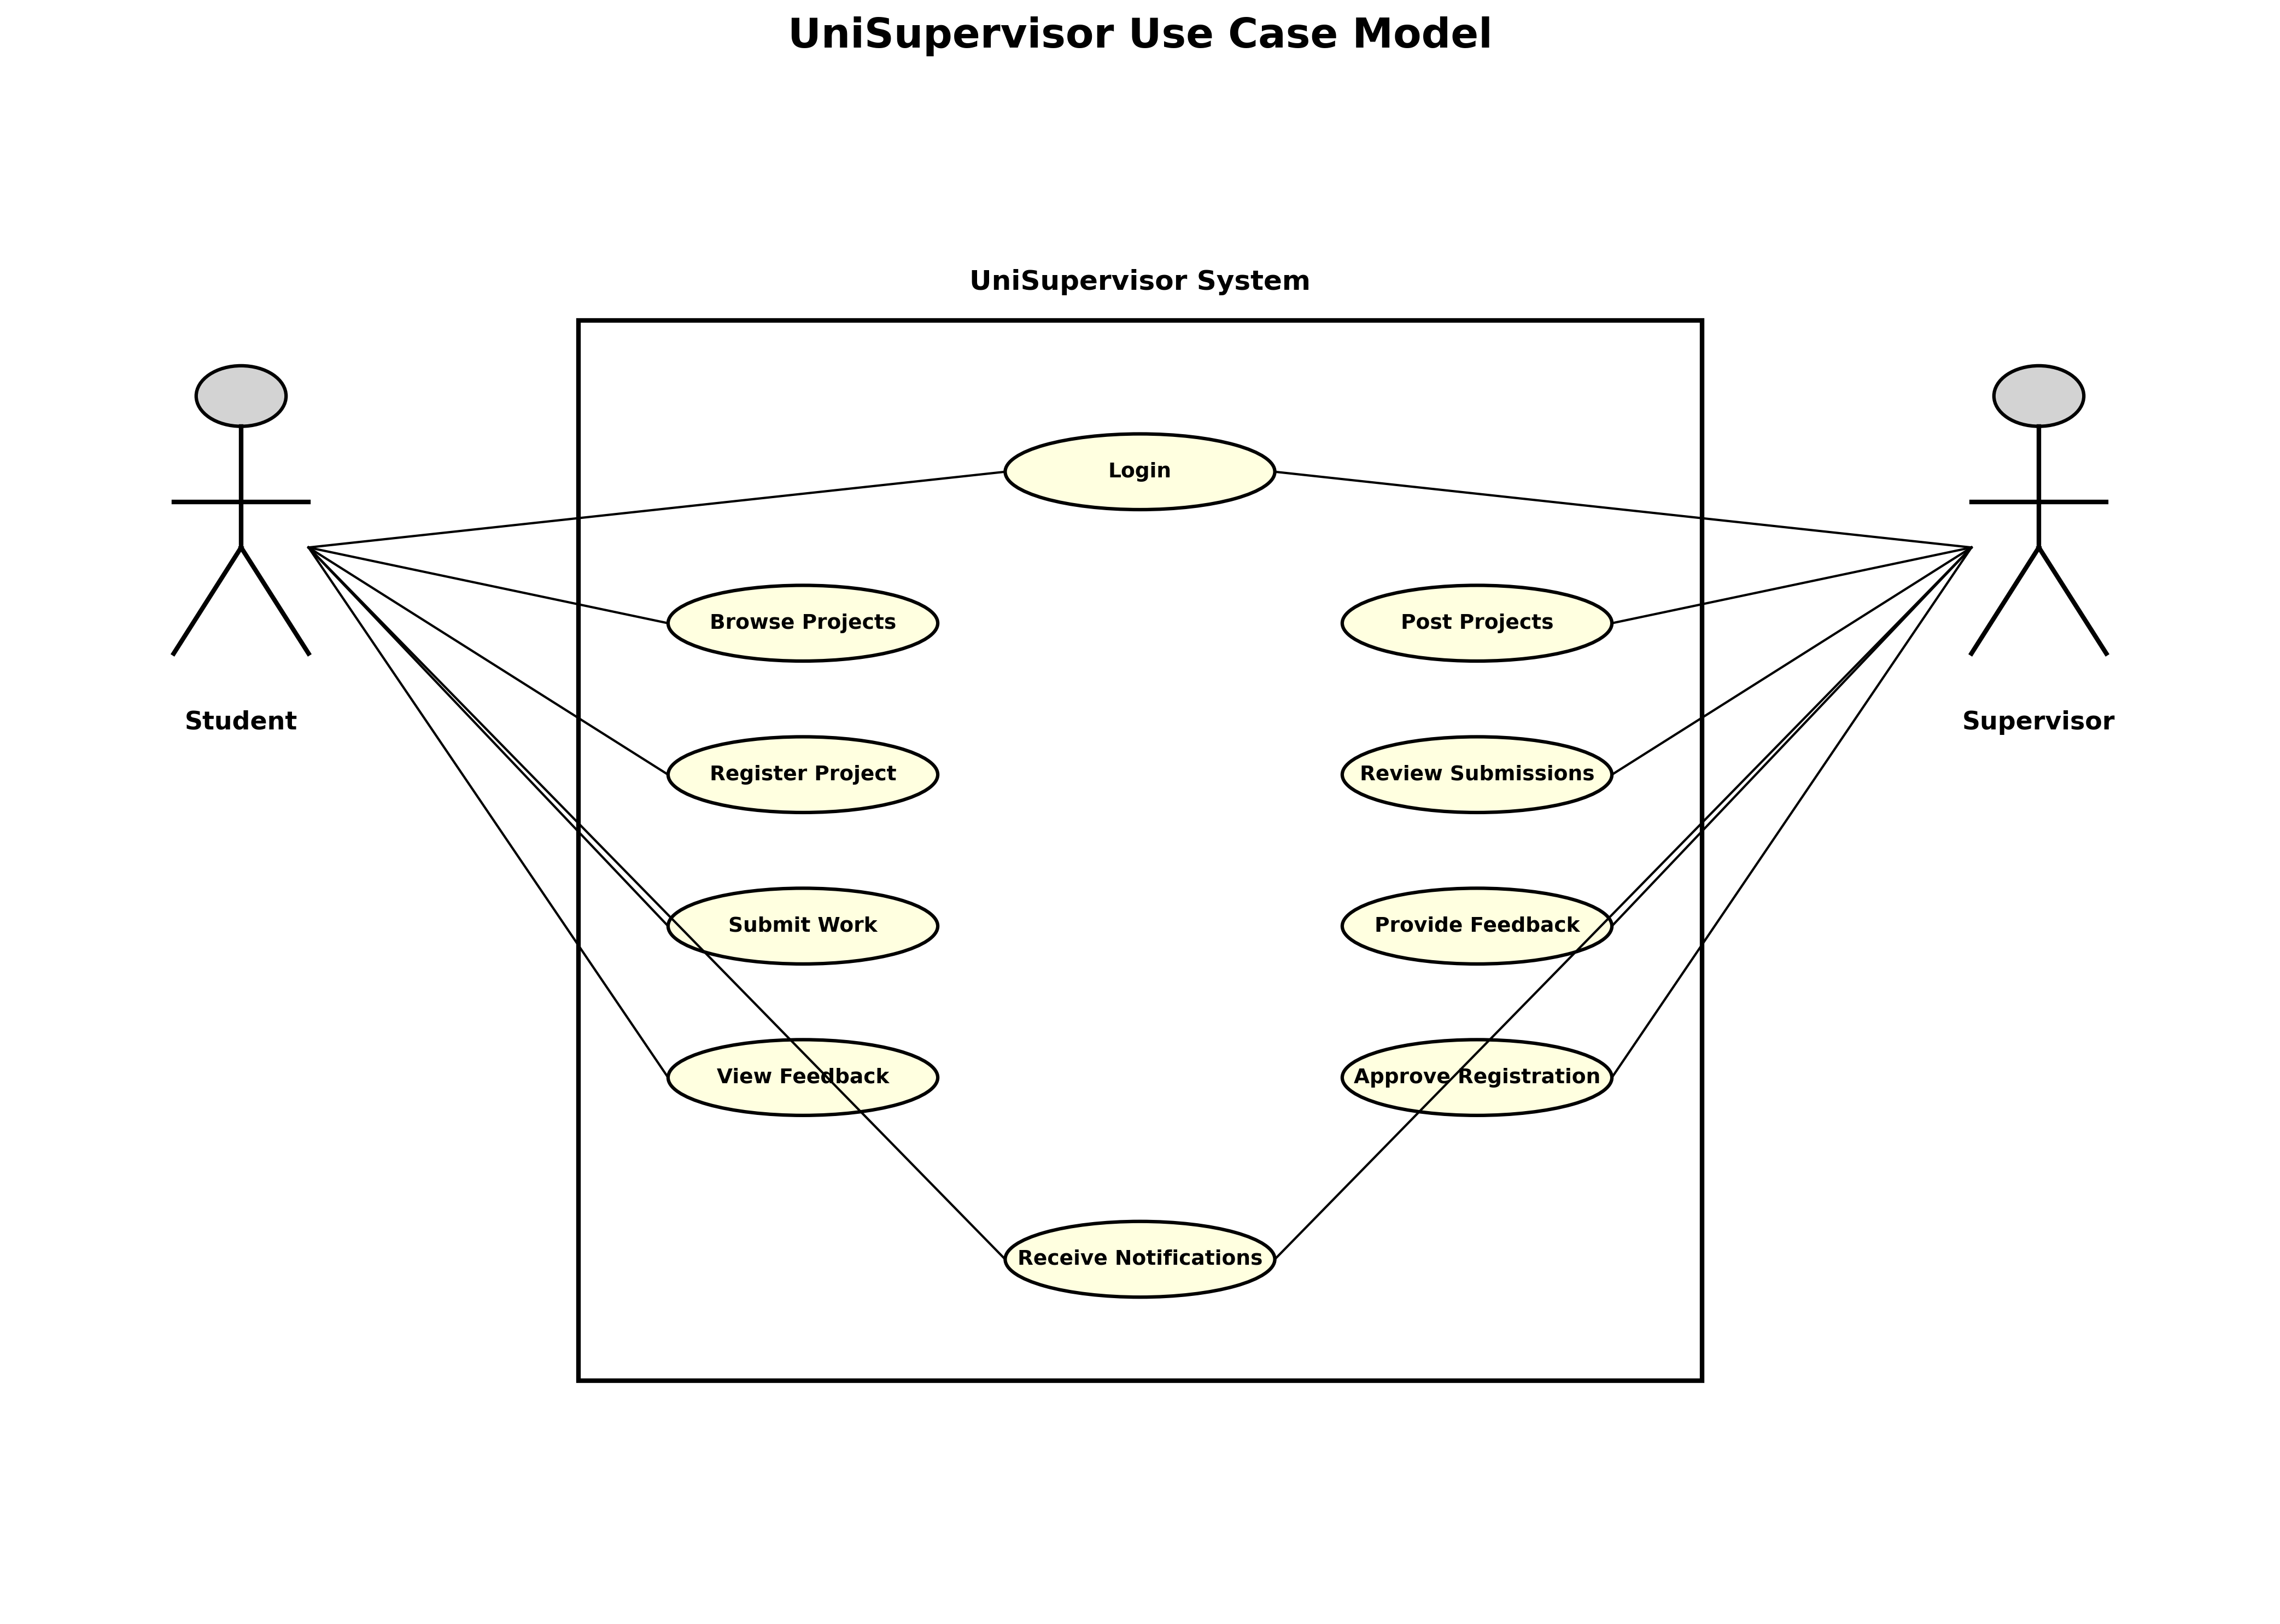 UniSupervisor Use Case Model
UniSupervisor System
Login
Browse Projects
Post Projects
Student
Supervisor
Register Project
Review Submissions
Submit Work
Provide Feedback
View Feedback
Approve Registration
Receive Notifications